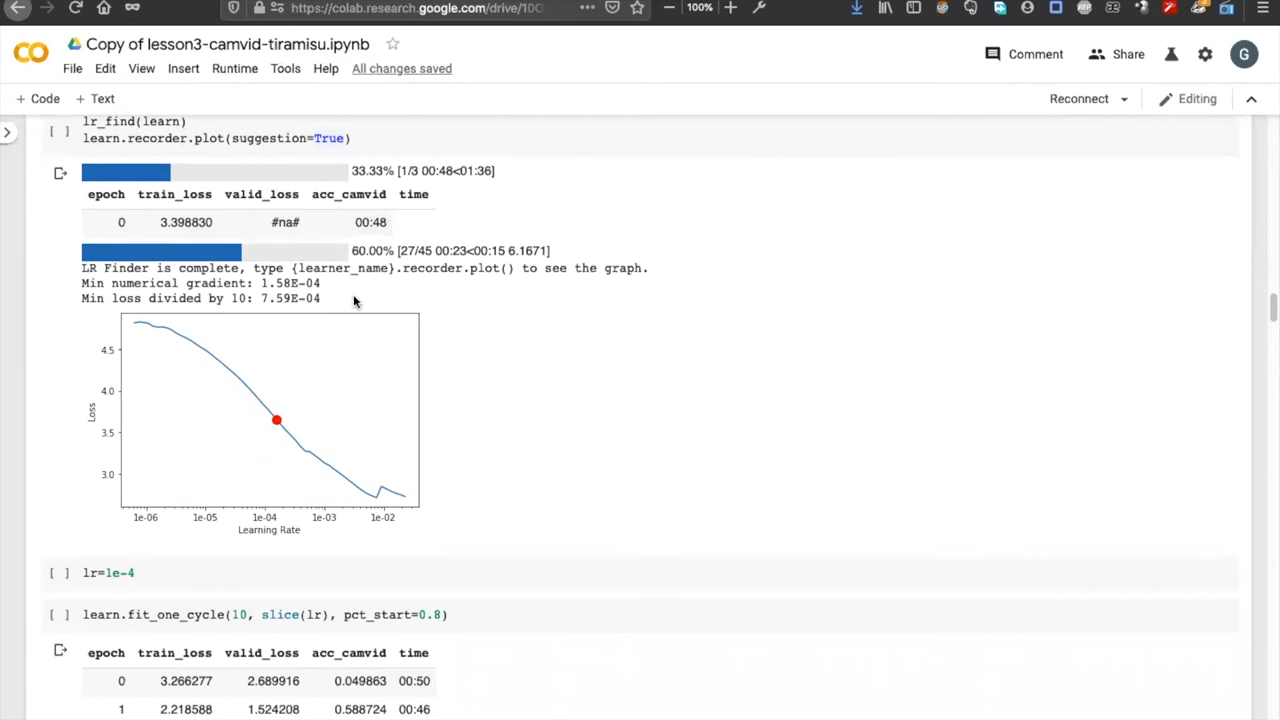 https://colab.research.google.com/drive/10C
100%
Copy of lesson3-camvid-tiramisu.ipynb
Comment
Share
G
File Edit View Insert Runtime Tools Help All changes saved
+ Code + Text
Reconnect
Editing
[ ] lr_find(learn)
learn.recorder.plot(suggestion=True)
33.33% [1/3 00:48<01:36]
epoch train_loss valid_loss acc_camvid time
0 3.398830 #na# 00:48
60.00% [27/45 00:23<00:15 6.1671]
LR Finder is complete, type {learner_name}.recorder.plot() to see the graph.
Min numerical gradient: 1.58E-04
Min loss divided by 10: 7.59E-04
4.5
4.0
3.5
3.0
Loss
1e-06 1e-05 1e-04 1e-03 1e-02
Learning Rate
[ ] lr=1e-4
[ ] learn.fit_one_cycle(10, slice(lr), pct_start=0.8)
epoch train_loss valid_loss acc_camvid time
0 3.266277 2.689916 0.049863 00:50
1 2.218588 1.524208 0.588724 00:46